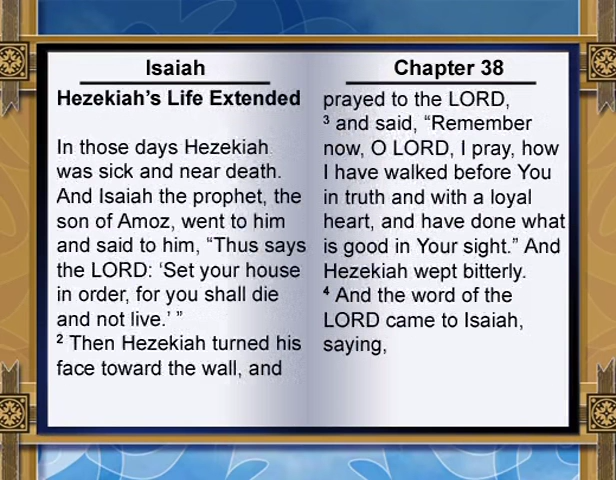 Isaiah
Hezekiah's Life Extended
In those days Hezekiah
was sick and near death.
And Isaiah the prophet, the
son of Amoz, went to him
and said to him, “Thus says
the LORD: ‘Set your house
in order, for you shall die
and not live.’ ”
² Then Hezekiah turned his
face toward the wall, and
Chapter 38
prayed to the LORD,
³ and said, “Remember
now, O LORD, I pray, how
I have walked before You
in truth and with a loyal
heart, and have done what
is good in Your sight.” And
Hezekiah wept bitterly.
⁴ And the word of the
LORD came to Isaiah,
saying,